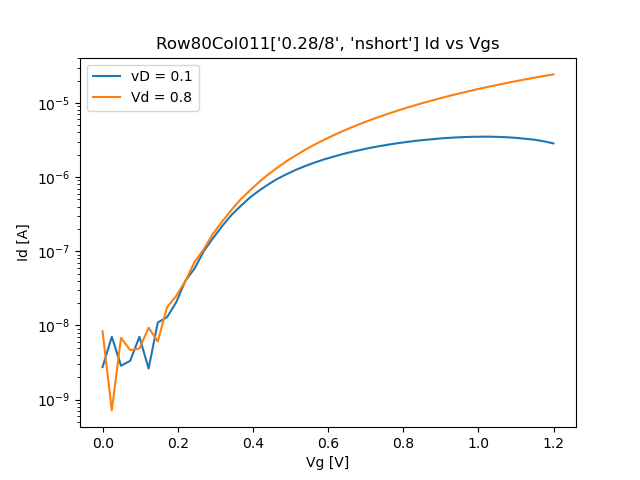 Row80Col011['0.28/8', 'nshort'] Id vs Vgs
vD = 0.1
Vd = 0.8
Id [A]
10⁻⁵
10⁻⁶
10⁻⁷
10⁻⁸
10⁻⁹
0.0 0.2 0.4 0.6 0.8 1.0 1.2
Vg [V]